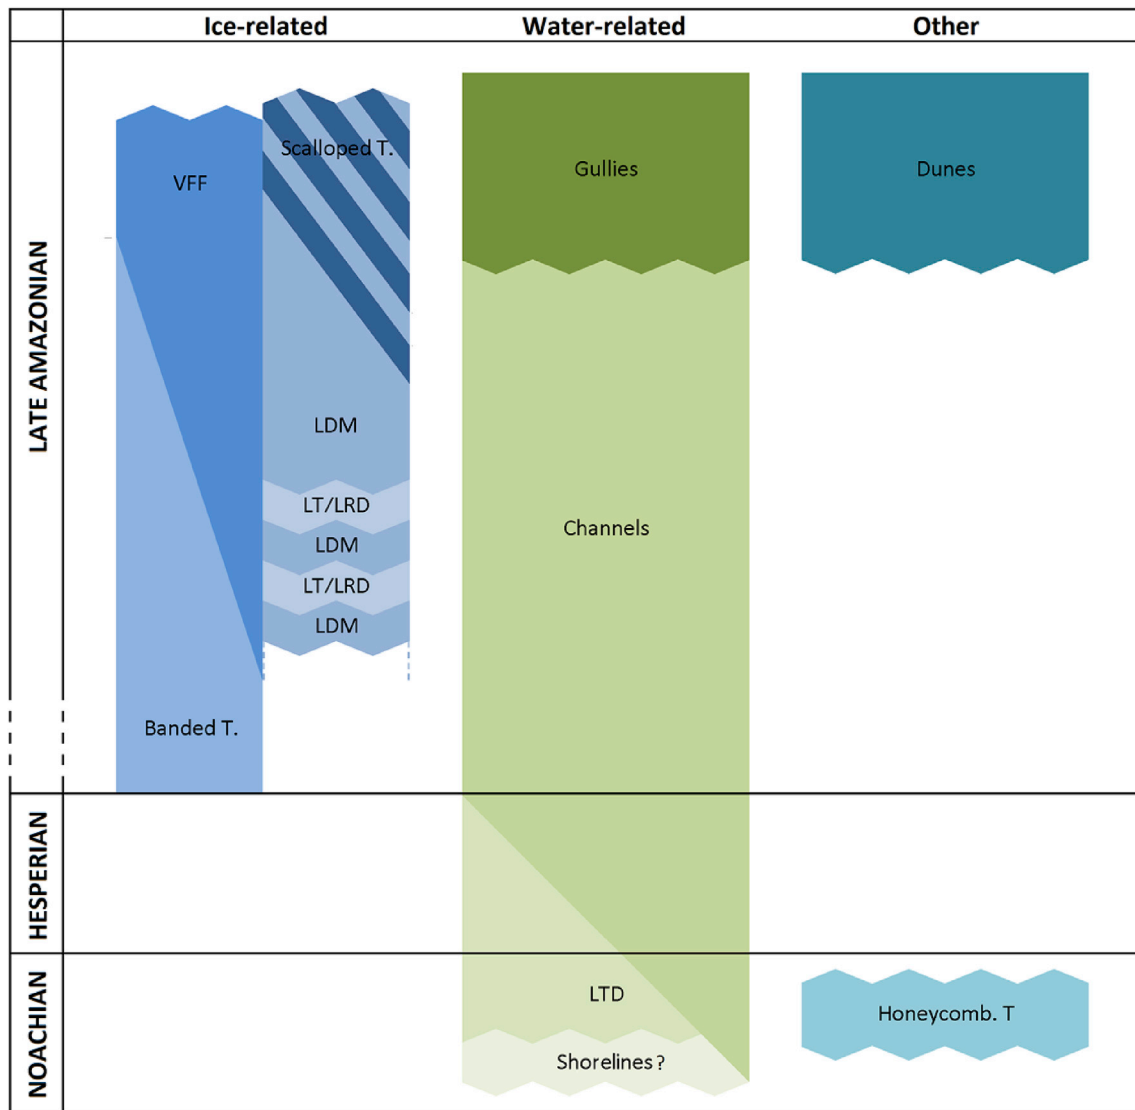 Ice-related
Water-related
Other
LATE AMAZONIAN
Scalloped T.
VFF
Gullies
Dunes
LDM
LT/LRD
Channels
LDM
LT/LRD
LDM
Banded T.
HESPERIAN
NOACHIAN
LTD
Honeycomb. T
Shorelines ?